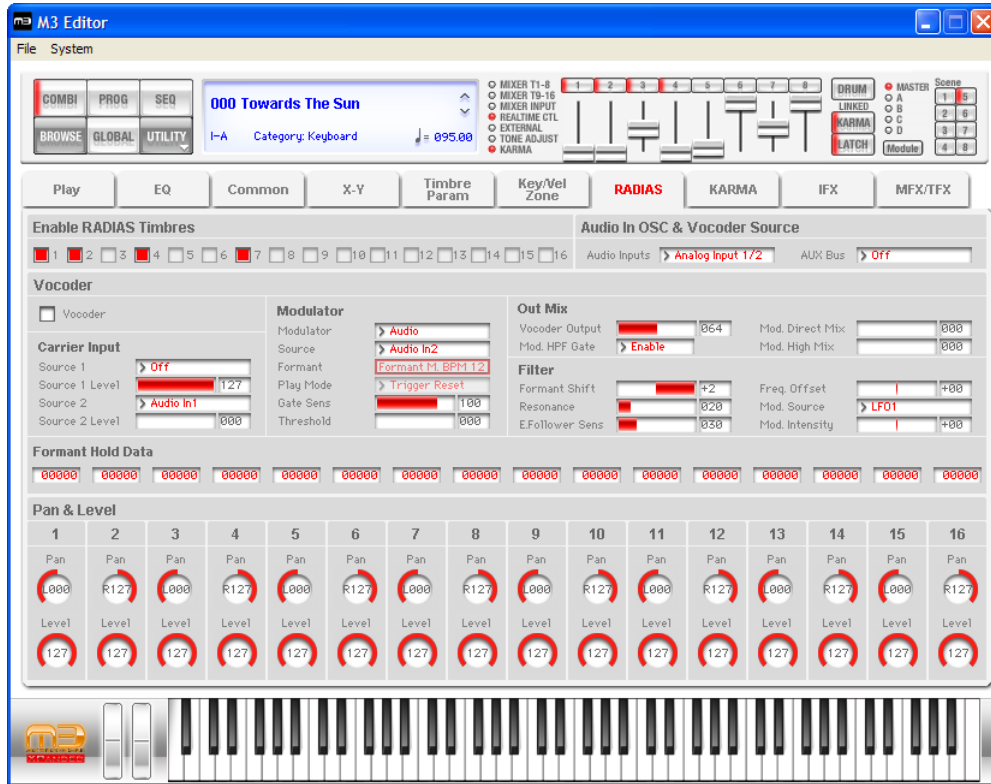 M3 Editor
File System
COMBI PROG SEQ
BROWSE GLOBAL UTILITY
000 Towards The Sun
I-A Category: Keyboard ♩= 095.00
MIXER T1-8
MIXER T9-16
MIXER INPUT
REALTIME CTL
EXTERNAL
TONE ADJUST
KARMA
1 2 3 4 5 6 7 8
DRUM
LINKED
KARMA
LATCH
MASTER
A
B
C
D
Module
Scene
1 5
2 6
3 7
4 8
Play EQ Common X-Y Timbre Param Key/Vel Zone RADIAS KARMA IFX MFX/TFX
Enable RADIAS Timbres
1 2 3 4 5 6 7 8 9 10 11 12 13 14 15 16
Audio In OSC & Vocoder Source
Audio Inputs Analog Input 1/2 AUX Bus Off
Vocoder
Vocoder
Carrier Input
Source 1 Off
Source 1 Level 127
Source 2 Audio In1
Source 2 Level 000
Modulator
Modulator Audio
Source Audio In2
Formant Formant M. BPM 12
Play Mode Trigger Reset
Gate Sens 100
Threshold 000
Out Mix
Vocoder Output 064 Mod. Direct Mix 000
Mod. HPF Gate Enable Mod. High Mix 000
Filter
Formant Shift +2 Freq. Offset +00
Resonance 020 Mod. Source LFO1
E.Follower Sens 030 Mod. Intensity +00
Formant Hold Data
00000 00000 00000 00000 00000 00000 00000 00000 00000 00000 00000 00000 00000 00000 00000 00000
Pan & Level
1 2 3 4 5 6 7 8 9 10 11 12 13 14 15 16
Pan Pan Pan Pan Pan Pan Pan Pan Pan Pan Pan Pan Pan Pan Pan Pan
L000 R127 L000 R127 L000 R127 L000 R127 L000 R127 L000 R127 L000 R127 L000 R127
Level Level Level Level Level Level Level Level Level Level Level Level Level Level Level Level
127 127 127 127 127 127 127 127 127 127 127 127 127 127 127 127
m3
XPANDED